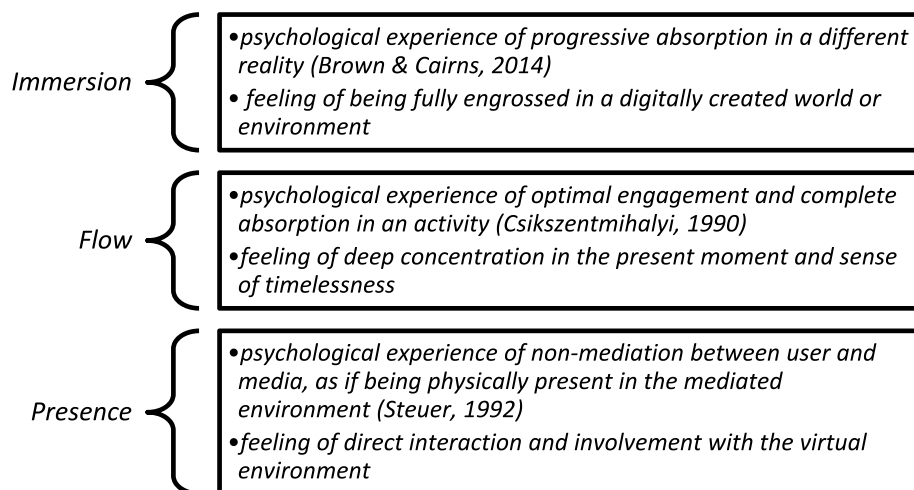 Immersion
•psychological experience of progressive absorption in a different
reality (Brown & Cairns, 2014)
• feeling of being fully engrossed in a digitally created world or
environment
Flow
•psychological experience of optimal engagement and complete
absorption in an activity (Csikszentmihalyi, 1990)
•feeling of deep concentration in the present moment and sense
of timelessness
Presence
•psychological experience of non-mediation between user and
media, as if being physically present in the mediated
environment (Steuer, 1992)
•feeling of direct interaction and involvement with the virtual
environment